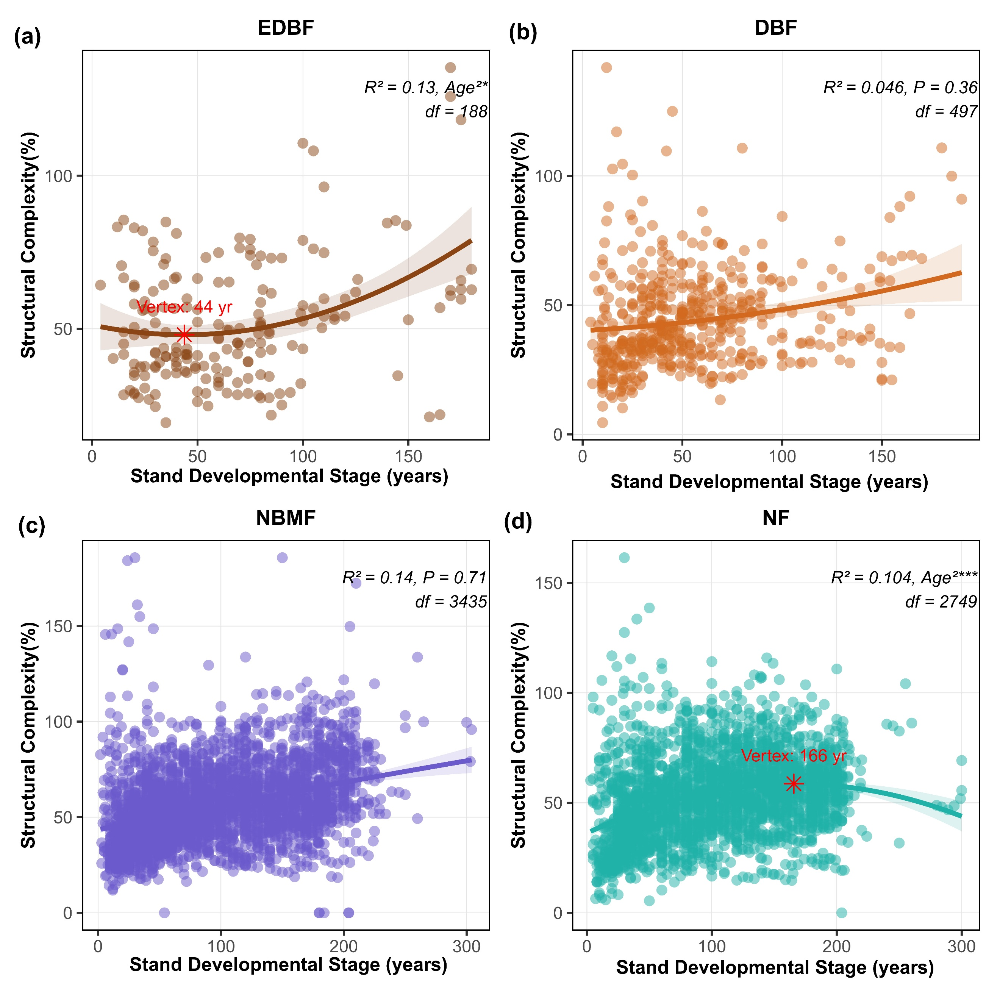 (a)
EDBF
R² = 0.13, Age²*
df = 188
Vertex: 44 yr
Structural Complexity(%)
100
50
0
50
100
150
Stand Developmental Stage (years)
(b)
DBF
R² = 0.046, P = 0.36
df = 497
Structural Complexity(%)
100
50
0
0
50
100
150
Stand Developmental Stage (years)
(c)
NBMF
R² = 0.14, P = 0.71
df = 3435
Structural Complexity(%)
150
100
50
0
0
100
200
300
Stand Developmental Stage (years)
(d)
NF
R² = 0.104, Age²***
df = 2749
Vertex: 166 yr
Structural Complexity(%)
150
100
50
0
0
100
200
300
Stand Developmental Stage (years)